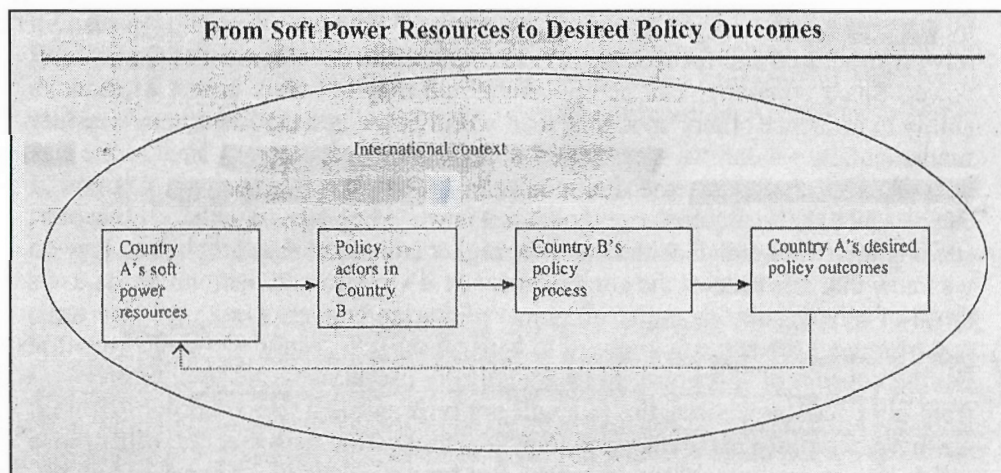 From Soft Power Resources to Desired Policy Outcomes
International context
Country
A's soft
power
resources
Policy
actors in
Country
B
Country B's
policy
process
Country A's desired
policy outcomes